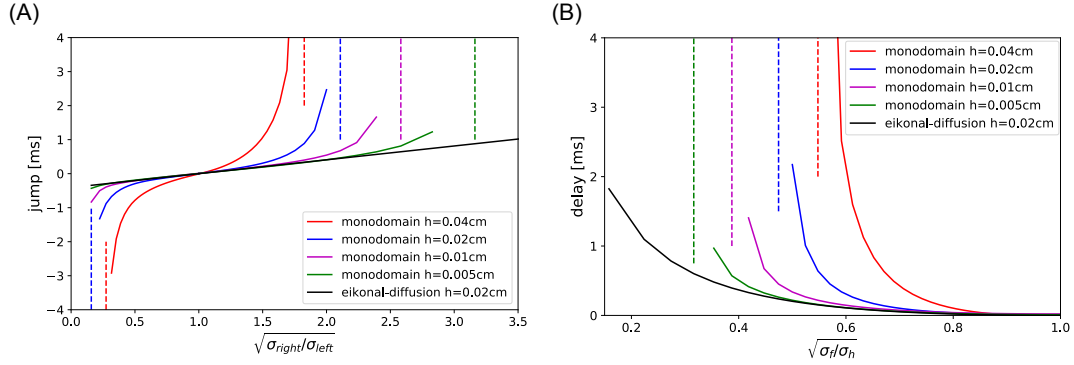 (A)
jump [ms]
4
3
2
1
0
−1
−2
−3
−4
0.0 0.5 1.0 1.5 2.0 2.5 3.0 3.5
√σright/σleft
monodomain h=0.04cm
monodomain h=0.02cm
monodomain h=0.01cm
monodomain h=0.005cm
eikonal-diffusion h=0.02cm
(B)
delay [ms]
4
3
2
1
0
0.2 0.4 0.6 0.8 1.0
√σf/σh
monodomain h=0.04cm
monodomain h=0.02cm
monodomain h=0.01cm
monodomain h=0.005cm
eikonal-diffusion h=0.02cm